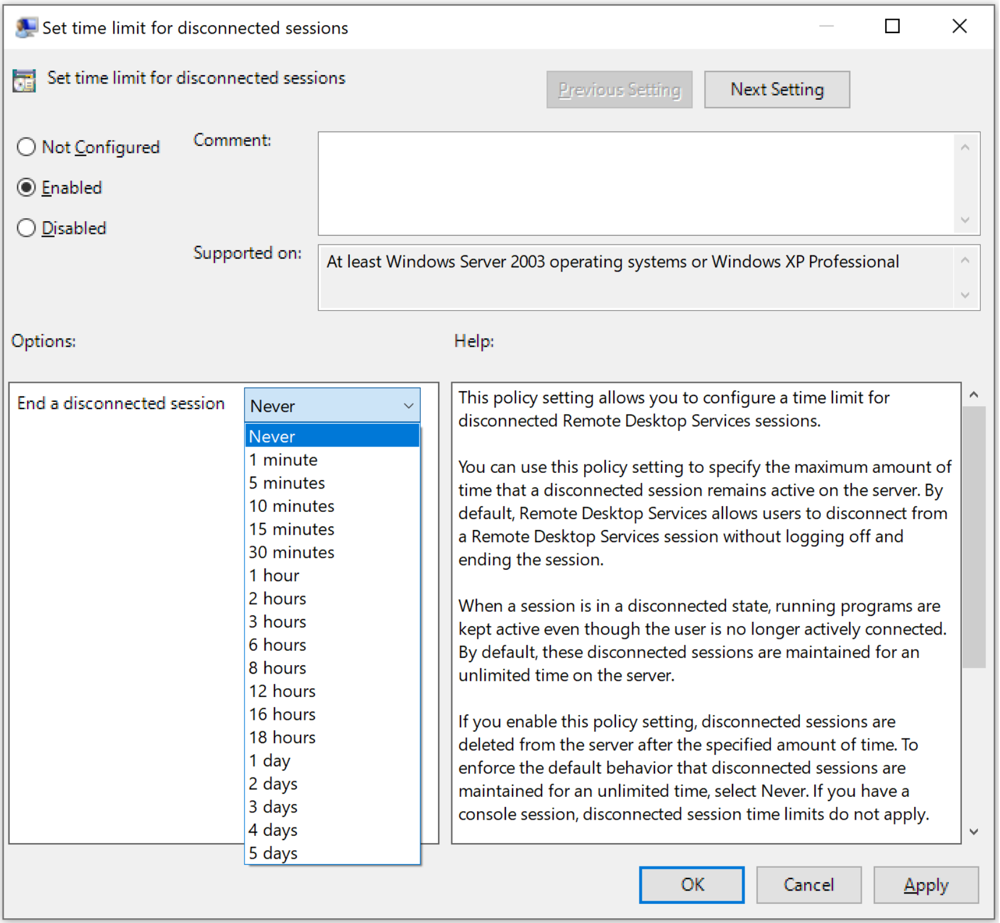 Set time limit for disconnected sessions
Set time limit for disconnected sessions
Previous Setting
Next Setting
Not Configured
Enabled
Disabled
Comment:
Supported on:
At least Windows Server 2003 operating systems or Windows XP Professional
Options:
Help:
End a disconnected session
Never
Never
1 minute
5 minutes
10 minutes
15 minutes
30 minutes
1 hour
2 hours
3 hours
6 hours
8 hours
12 hours
16 hours
18 hours
1 day
2 days
3 days
4 days
5 days
This policy setting allows you to configure a time limit for
disconnected Remote Desktop Services sessions.
You can use this policy setting to specify the maximum amount of
time that a disconnected session remains active on the server. By
default, Remote Desktop Services allows users to disconnect from
a Remote Desktop Services session without logging off and
ending the session.
When a session is in a disconnected state, running programs are
kept active even though the user is no longer actively connected.
By default, these disconnected sessions are maintained for an
unlimited time on the server.
If you enable this policy setting, disconnected sessions are
deleted from the server after the specified amount of time. To
enforce the default behavior that disconnected sessions are
maintained for an unlimited time, select Never. If you have a
console session, disconnected session time limits do not apply.
OK
Cancel
Apply